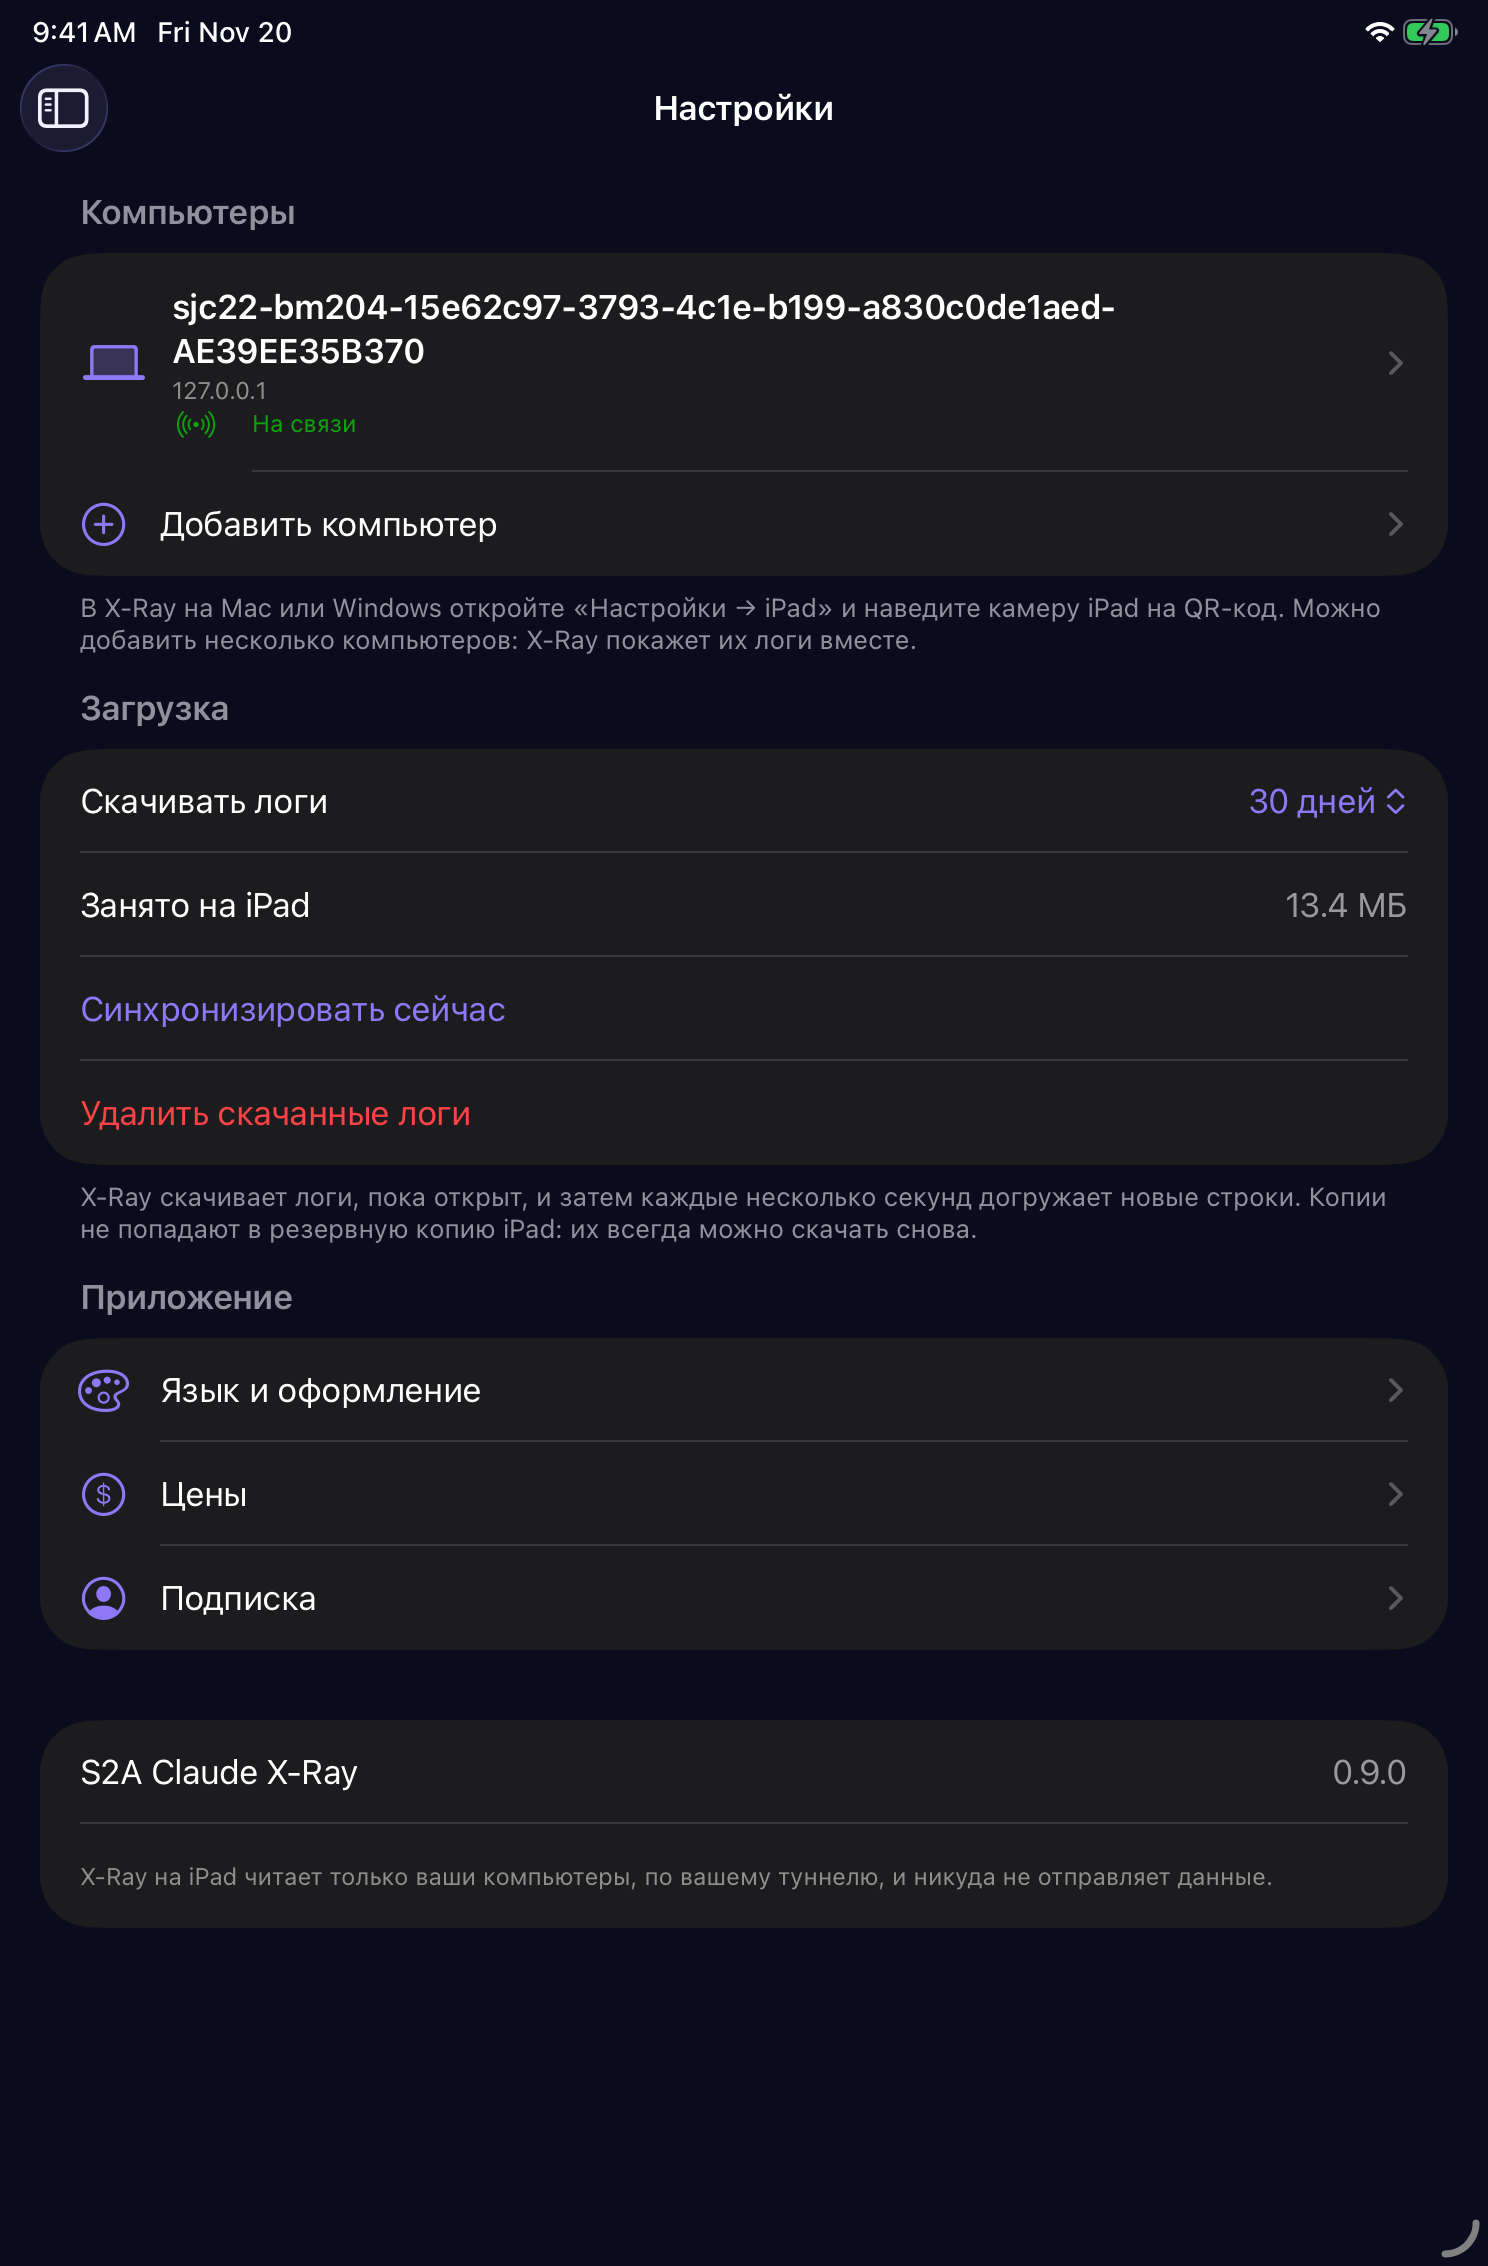 9:41 AM Fri Nov 20
Настройки
Компьютеры
sjc22-bm204-15e62c97-3793-4c1e-b199-a830c0de1aed-
AE39EE35B370
127.0.0.1
На связи
Добавить компьютер
В X-Ray на Mac или Windows откройте «Настройки → iPad» и наведите камеру iPad на QR-код. Можно
добавить несколько компьютеров: X-Ray покажет их логи вместе.
Загрузка
Скачивать логи 30 дней
Занято на iPad 13.4 МБ
Синхронизировать сейчас
Удалить скачанные логи
X-Ray скачивает логи, пока открыт, и затем каждые несколько секунд догружает новые строки. Копии
не попадают в резервную копию iPad: их всегда можно скачать снова.
Приложение
Язык и оформление
$ Цены
Подписка
S2A Claude X-Ray 0.9.0
X-Ray на iPad читает только ваши компьютеры, по вашему туннелю, и никуда не отправляет данные.